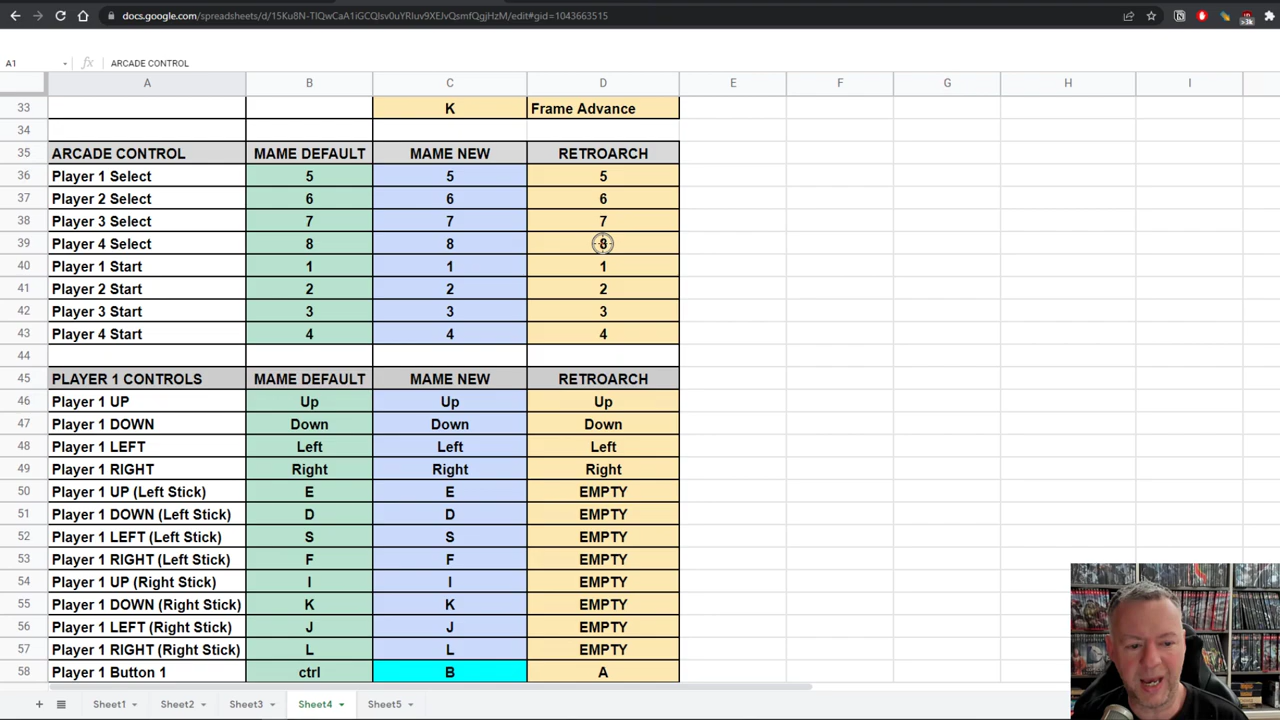 docs.google.com/spreadsheets/d/15Ku8N-TIQwCaA1iGCQIsv0uYRIuv9XEJvQsmfQgjHzM/edit#gid=1043663515
>3k
A1 fx ARCADE CONTROL
A B C D E F G H I
33 K Frame Advance
34
35 ARCADE CONTROL MAME DEFAULT MAME NEW RETROARCH
36 Player 1 Select 5 5 5
37 Player 2 Select 6 6 6
38 Player 3 Select 7 7 7
39 Player 4 Select 8 8 8
40 Player 1 Start 1 1 1
41 Player 2 Start 2 2 2
42 Player 3 Start 3 3 3
43 Player 4 Start 4 4 4
44
45 PLAYER 1 CONTROLS MAME DEFAULT MAME NEW RETROARCH
46 Player 1 UP Up Up Up
47 Player 1 DOWN Down Down Down
48 Player 1 LEFT Left Left Left
49 Player 1 RIGHT Right Right Right
50 Player 1 UP (Left Stick) E E EMPTY
51 Player 1 DOWN (Left Stick) D D EMPTY
52 Player 1 LEFT (Left Stick) S S EMPTY
53 Player 1 RIGHT (Left Stick) F F EMPTY
54 Player 1 UP (Right Stick) I I EMPTY
55 Player 1 DOWN (Right Stick) K K EMPTY
56 Player 1 LEFT (Right Stick) J J EMPTY
57 Player 1 RIGHT (Right Stick) L L EMPTY
58 Player 1 Button 1 ctrl B A
+ Sheet1 Sheet2 Sheet3 Sheet4 Sheet5